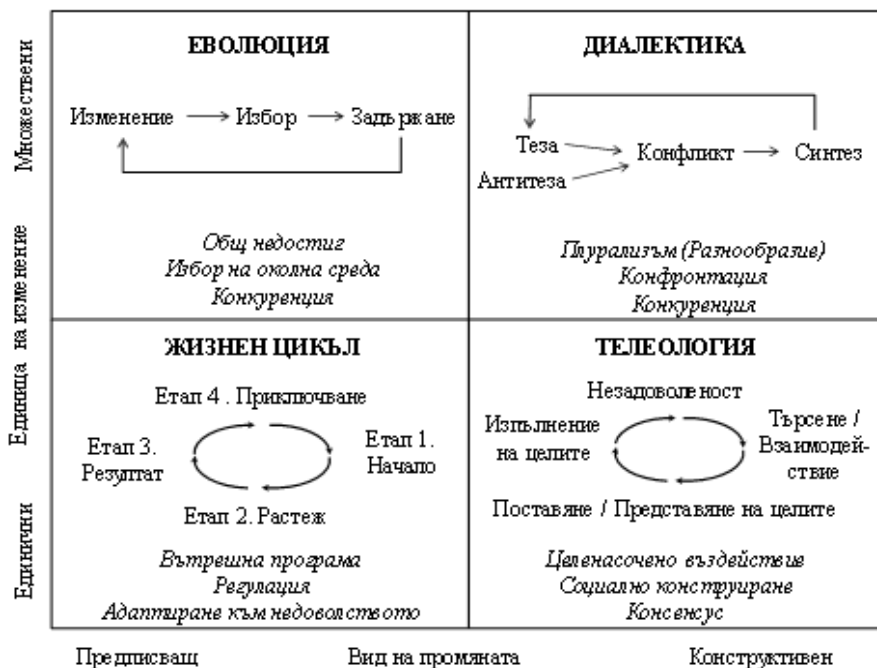 ЕВОЛЮЦИЯ
Изменение
Избор
Задържане
Общ недостиг
Избор на околна среда
Конкуренция
ДИАЛЕКТИКА
Теза
Антитеза
Конфликт
Синтез
Плурализъм (Разнообразие)
Конфронтация
Конкуренция
ЖИЗНЕН ЦИКЪЛ
Етап 4 . Приключване
Етап 3.
Резултат
Етап 1.
Начало
Етап 2. Растеж
Вътрешна програма
Регулация
Адаптиране към недоволството
ТЕЛЕОЛОГИЯ
Незадоволеност
Изпълнение
на целите
Търсене /
Взаимодей-
ствие
Поставяне / Представяне на целите
Целенасочено въздействие
Социално конструиране
Консенсус
Множествени
Единица на изменение
Единични
Предписващ
Вид на промяната
Конструктивен